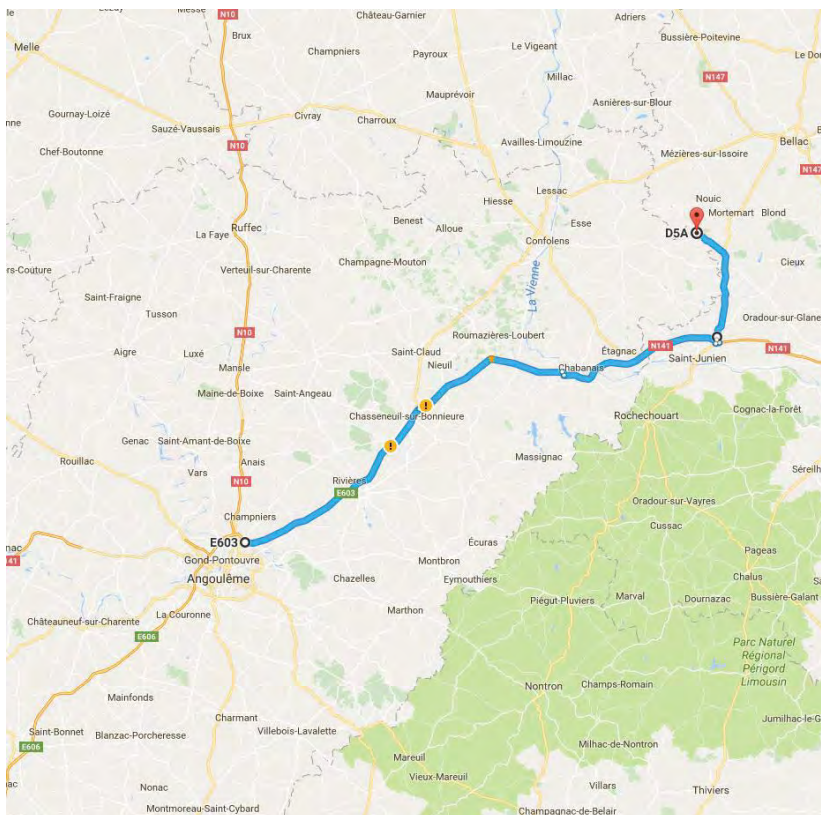 Château-Garnier
Adriers
N10
Bussière-Poitevine
Brux
Le Vigeant
Melle
Champniers
Payroux
Millac
N147
Mauprévoir
Asnières-sur-Blour
Gournay-Loizé
Civray
Charroux
Sauzé-Vaussais
Availles-Limouzine
Bellac
N10
Chef-Boutonne
Mézières-sur-Issoire
N147
Lessac
Nouic
Hiesse
Mortemart
Blond
Benest
Alloue
Esse
Ruffec
La Faye
D5A
Confolens
Champagne-Mouton
Cieux
ers-Couture
Verteuil-sur-Charente
La Vienne
Saint-Fraigne
Tusson
Oradour-sur-Glane
N10
Roumazières-Loubert
N141
N141
Aigre
Luxé
Saint-Claud
Étagnac
Saint-Junien
Mansle
Nieuil
Chabanais
Maine-de-Boixe
Saint-Angeau
Cognac-la-Forêt
Chasseneuil-sur-Bonnieure
Rochechouart
Genac
Saint-Amant-de-Boixe
Massignac
Rouillac
Anais
Vars
N10
Rivières
E603
Oradour-sur-Vayres
Champniers
Cussac
E603
Écuras
Pageas
Gond-Pontouvre
Montbron
Angoulême
Chazelles
Eymouthiers
Chalus
Piégut-Pluviers
Marval
Dournazac
Bussière-Galant
Marthon
La Couronne
Châteauneuf-sur-Charente
E606
Parc Naturel
Régional
Périgord
Limousin
Nontron
Champs-Romain
Mainfonds
Charmant
Saint-Bonnet
Blanzac-Porcheresse
Villebois-Lavalette
E606
Milhac-de-Nontron
Mareuil
Vieux-Mareuil
Nonac
Villars
Thiviers
Montmoreau-Saint-Cybard
Champagnac-de-Belair